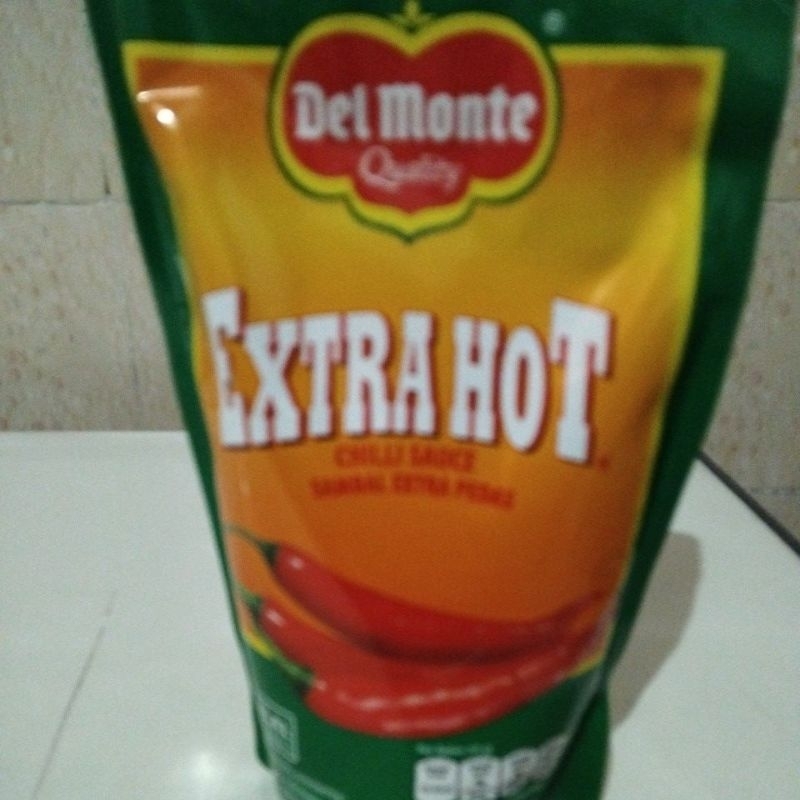 Del Monte
Quality
EXTRA HOT
CHILLI SAUCE
SAMBAL EXTRA PEDAS